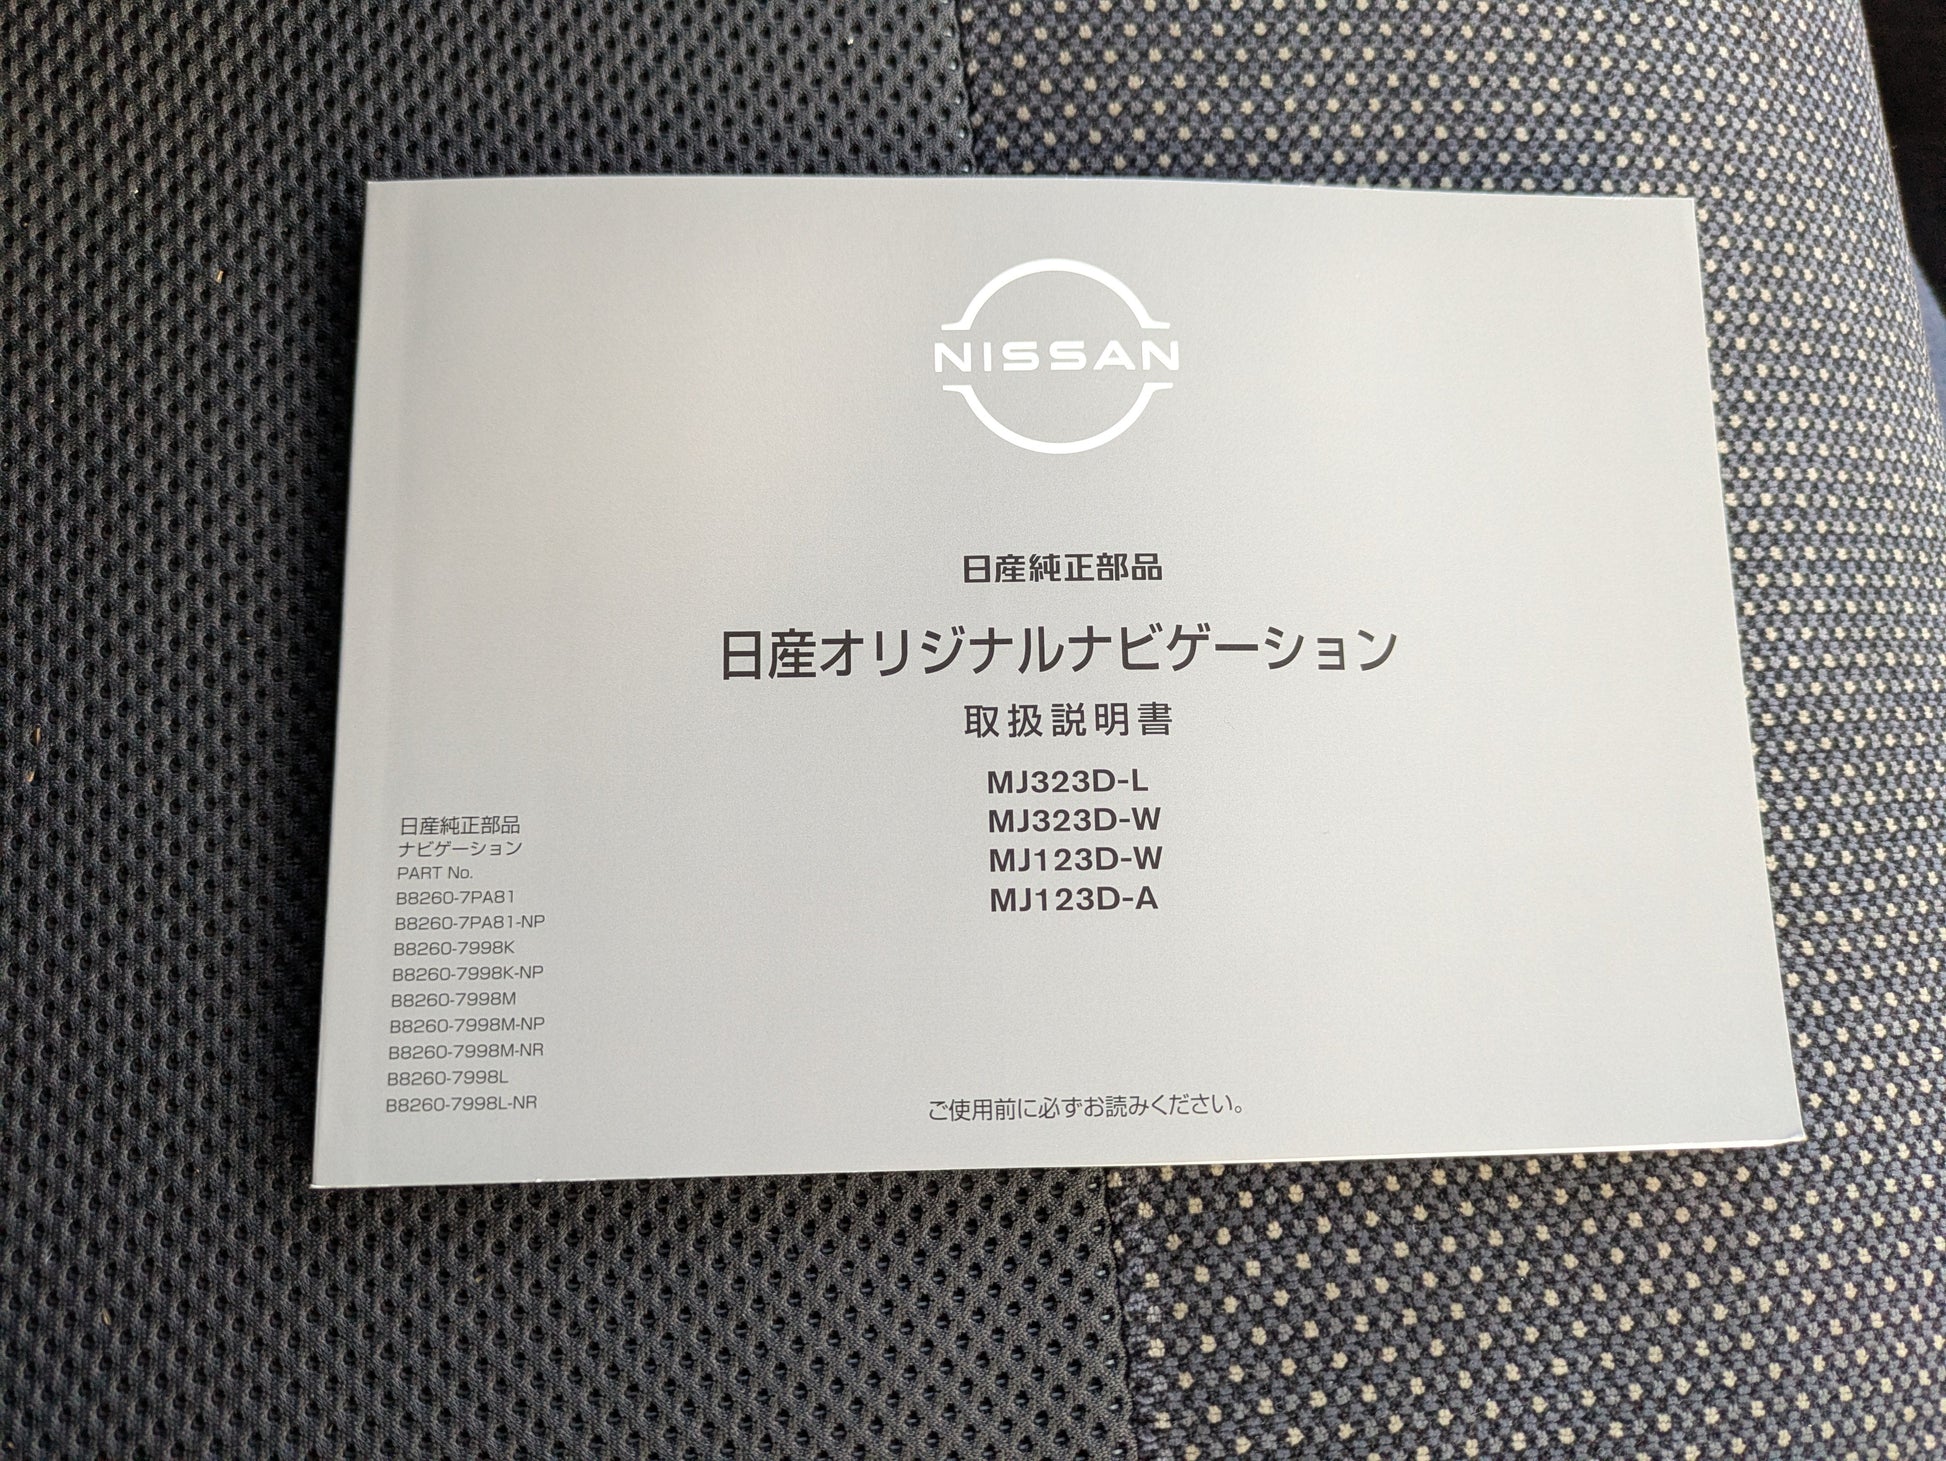 NISSAN
日産純正部品
日産オリジナルナビゲーション
取扱説明書
MJ323D-L
MJ323D-W
MJ123D-W
MJ123D-A
日産純正部品
ナビゲーション
PART No.
B8260-7PA81
B8260-7PA81-NP
B8260-7998K
B8260-7998K-NP
B8260-7998M
B8260-7998M-NP
B8260-7998M-NR
B8260-7998L
B8260-7998L-NR
ご使用前に必ずお読みください。